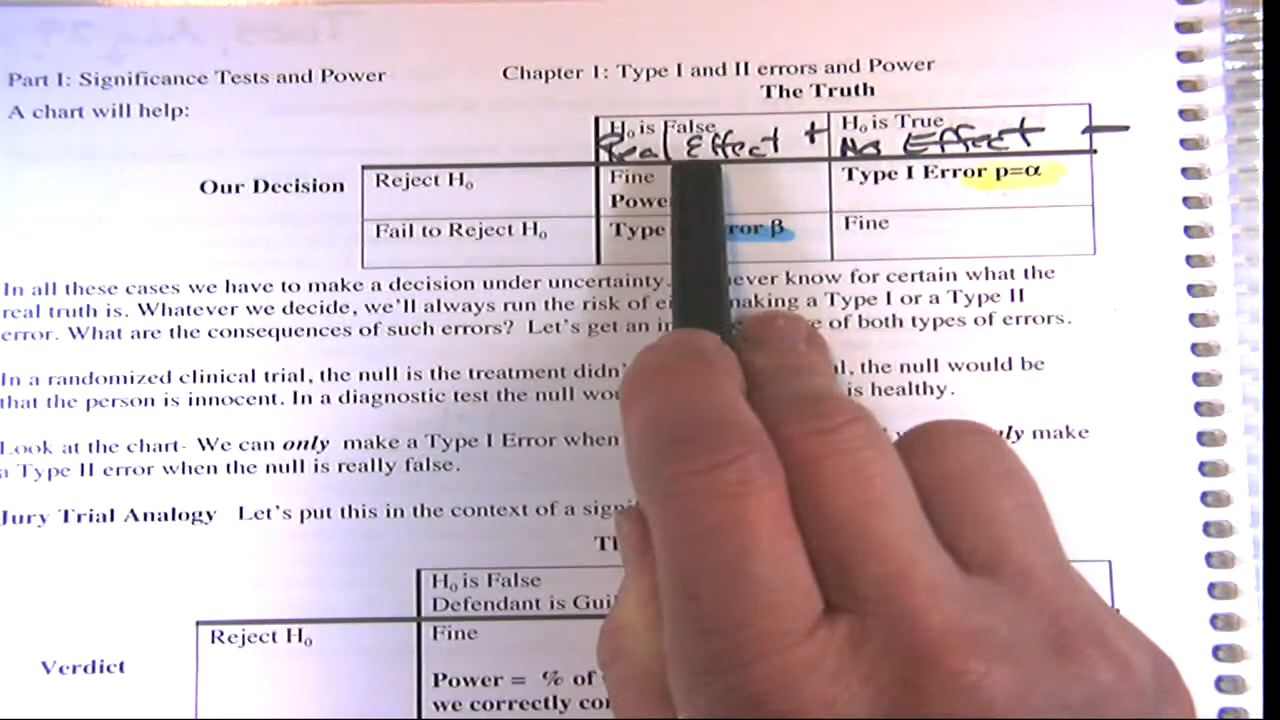 Part I: Significance Tests and Power
Chapter 1: Type I and II errors and Power
A chart will help:
The Truth
H₀ is False
Real Effect +
H₀ is True
No Effect −
Our Decision
Reject H₀
Fine
Type I Error p=α
Fail to Reject H₀
Type
β
Fine
In all these cases we have to make a decision under uncertainty. know for certain what the
real truth is. Whatever we decide, we'll always run the risk of making a Type I or a Type II
error. What are the consequences of such errors? Let's get an of both types of errors.
In a randomized clinical trial, the null is the treatment the null would be
that the person is innocent. In a diagnostic test the null is healthy.
Look at the chart- We can only make a Type I Error when make
a Type II error when the null is really false.
Jury Trial Analogy Let's put this in the context of a
H₀ is False
Defendant is
Verdict
Reject H₀
Fine
Power = % of
we correctly